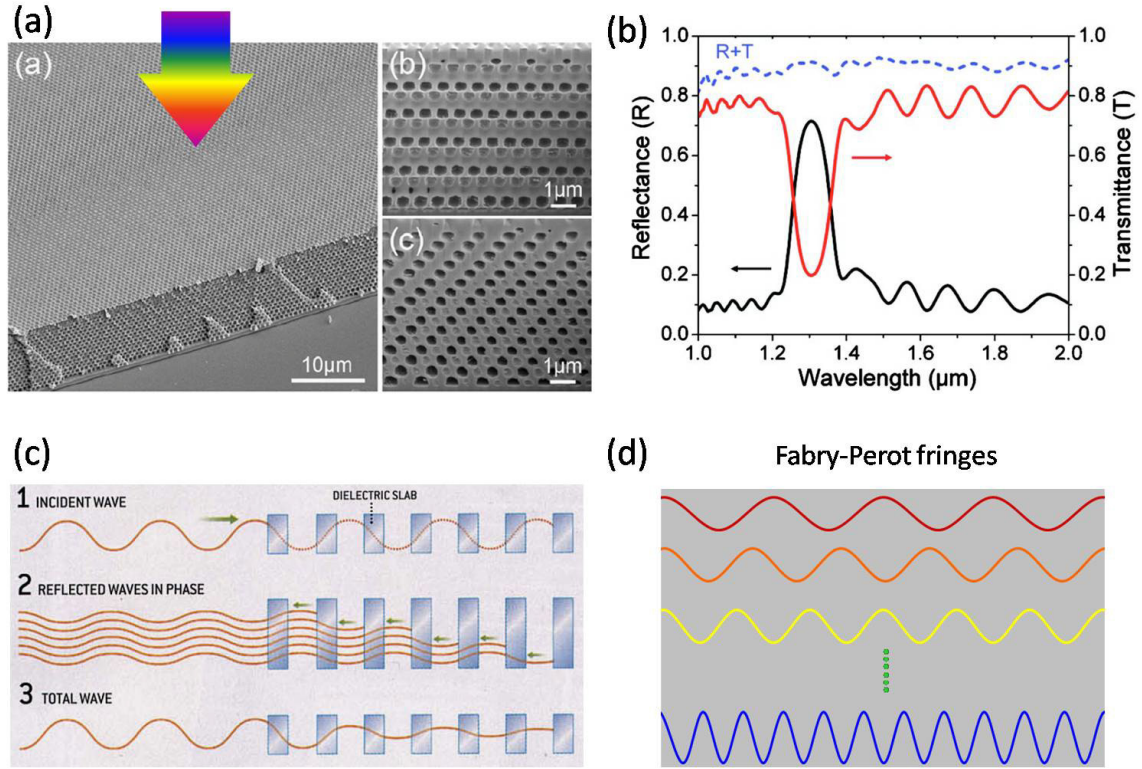 (a)
(a)
10μm
(b)
1μm
(c)
1μm
(b)
R+T
Reflectance (R)
1.0
0.8
0.6
0.4
0.2
0.0
1.0
0.8
0.6
0.4
0.2
0.0
Transmittance (T)
1.0 1.2 1.4 1.6 1.8 2.0
Wavelength (μm)
(c)
1 INCIDENT WAVE
DIELECTRIC SLAB
2 REFLECTED WAVES IN PHASE
3 TOTAL WAVE
(d)
Fabry-Perot fringes